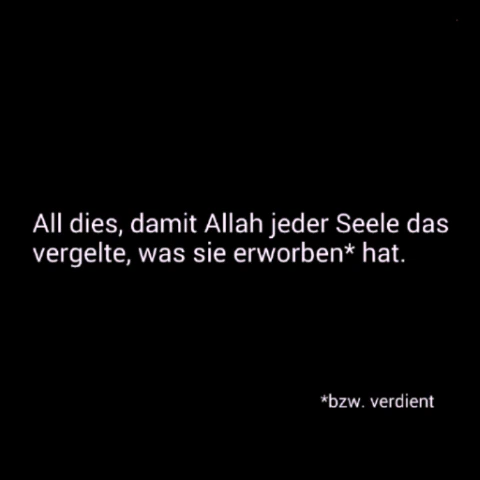 All dies, damit Allah jeder Seele das
vergelte, was sie erworben* hat.
*bzw. verdient